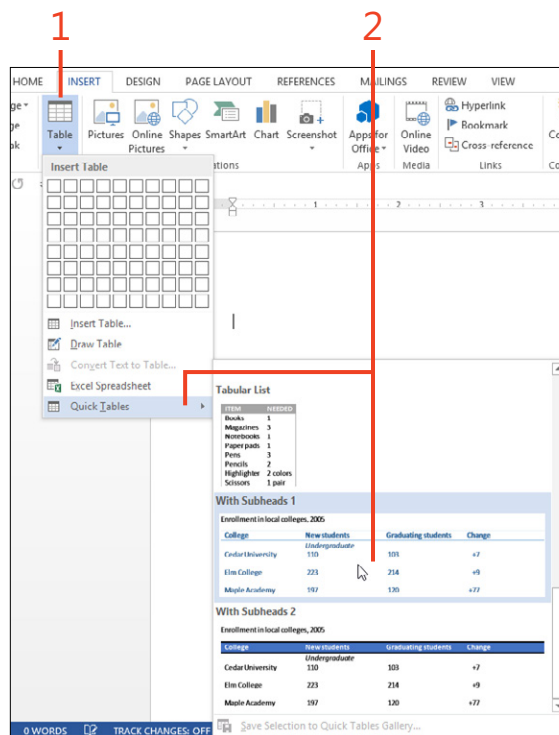 1 2
HOME INSERT DESIGN PAGE LAYOUT REFERENCES MAILINGS REVIEW VIEW
Table Pictures Online Pictures Shapes SmartArt Chart Screenshot Apps for Office Online Video Hyperlink
Bookmark
Cross-reference
Apps Media Links
Insert Table
1 2 3
Insert Table...
Draw Table
Convert Text to Table...
Excel Spreadsheet
Quick Tables
Tabular List
ITEM NEEDED
Books 1
Magazines 3
Notebooks 1
Paper pads 1
Pens 3
Pencils 2
Highlighter 2 colors
Scissors 1 pair
With Subheads 1
Enrollment in local colleges, 2005
College New students Graduating students Change
Undergraduate
Cedar University 110 103 +7
Elm College 223 214 +9
Maple Academy 197 120 +77
With Subheads 2
Enrollment in local colleges, 2005
College New students Graduating students Change
Undergraduate
Cedar University 110 103 +7
Elm College 223 214 +9
Maple Academy 197 120 +77
Save Selection to Quick Tables Gallery...
0 WORDS TRACK CHANGES: OFF